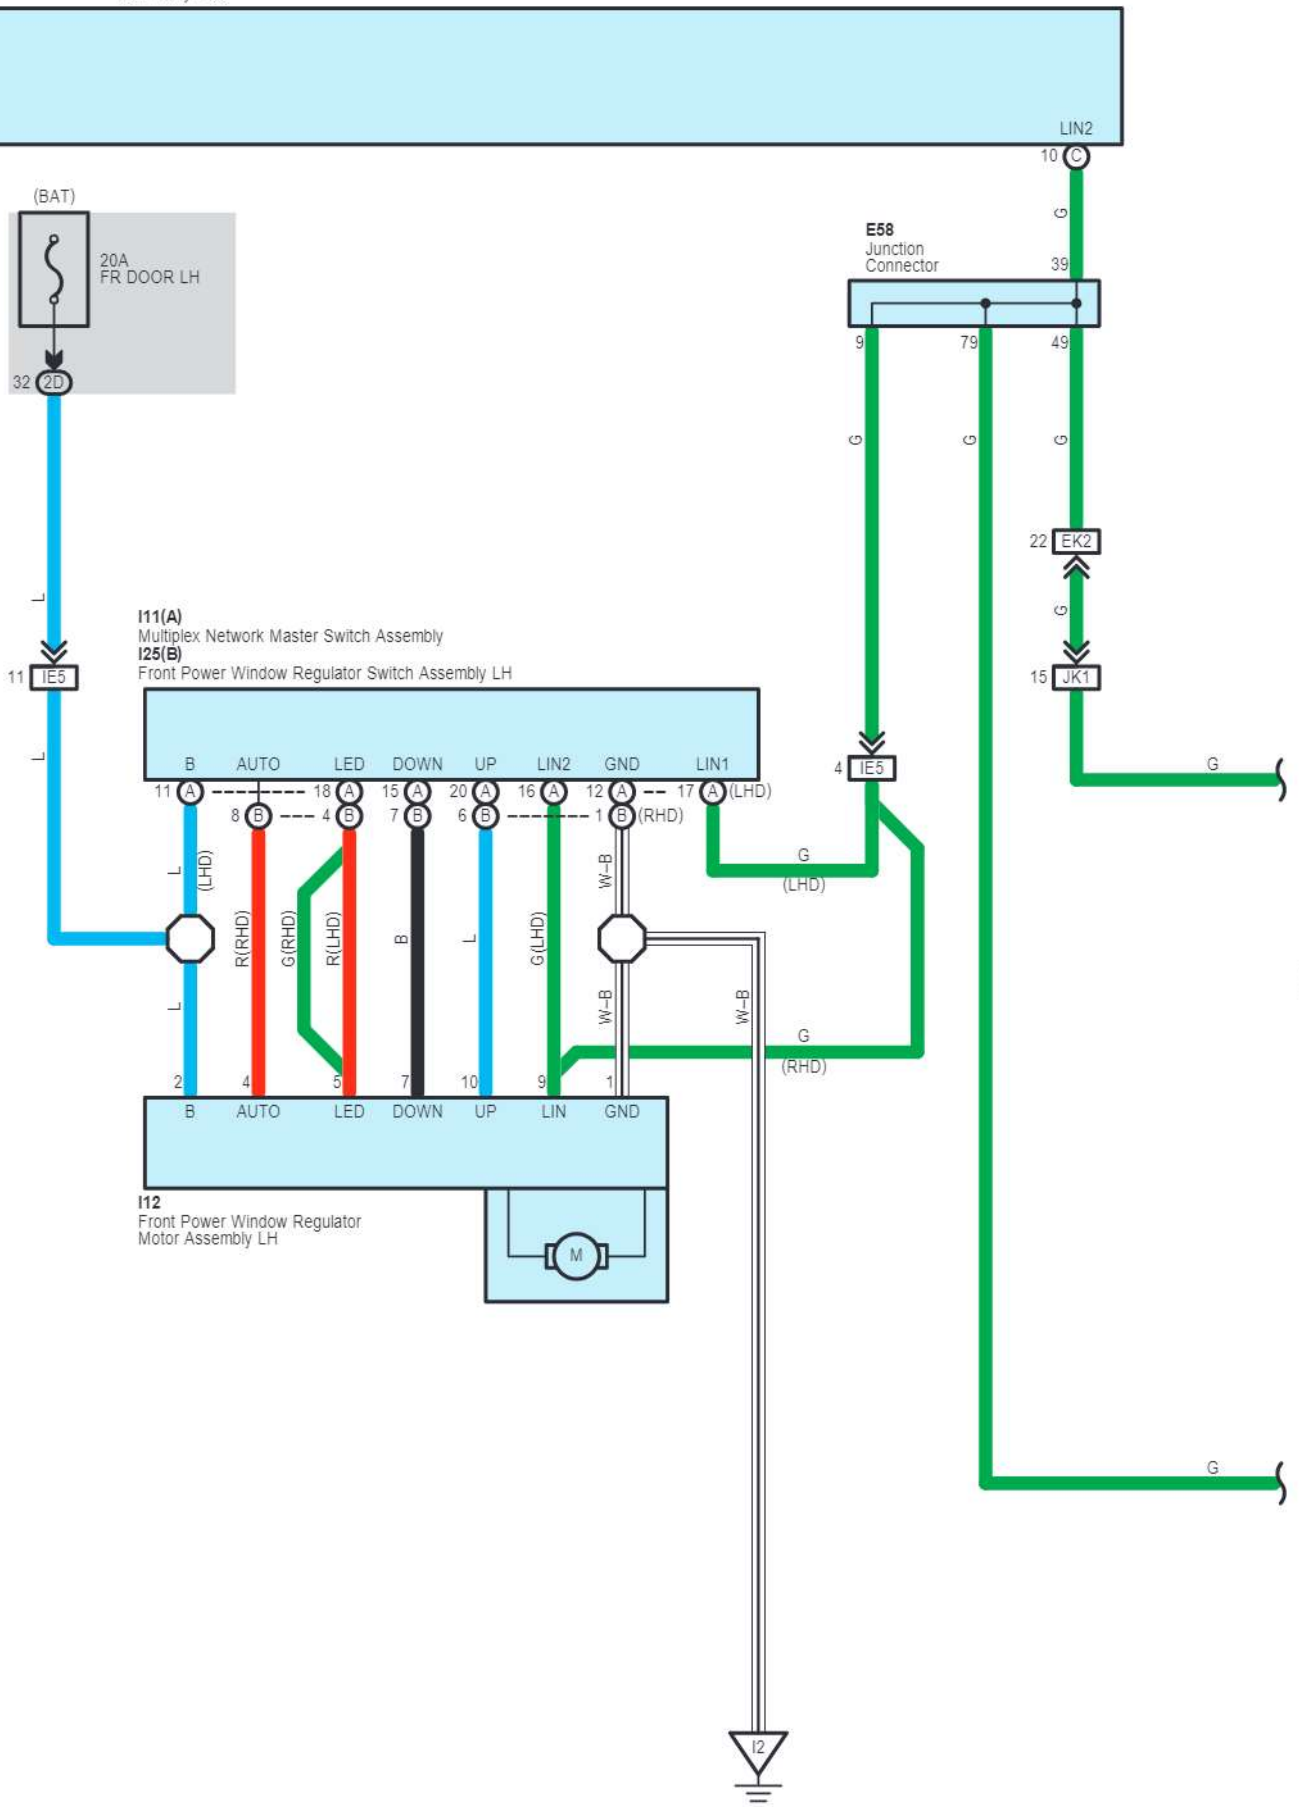 LIN2
10 C
(BAT)
G
E58
Junction
Connector
39
20A
FR DOOR LH
9 79 49
32 2D
G G G
22 EK2
L
G
I11(A)
Multiplex Network Master Switch Assembly
I25(B)
Front Power Window Regulator Switch Assembly LH
11 IE5
15 JK1
L
B AUTO LED DOWN UP LIN2 GND LIN1
4 IE5
G
11 A 18 A 15 A 20 A 16 A 12 A 17 A (LHD)
8 B 4 B 7 B 6 B 1 B (RHD)
L (LHD)
W-B
G
(LHD)
R(RHD) G(RHD) R(LHD) B L G(LHD)
L
W-B W-B
G
(RHD)
2 4 5 7 10 9 1
B AUTO LED DOWN UP LIN GND
I12
Front Power Window Regulator
Motor Assembly LH
M
G
I2